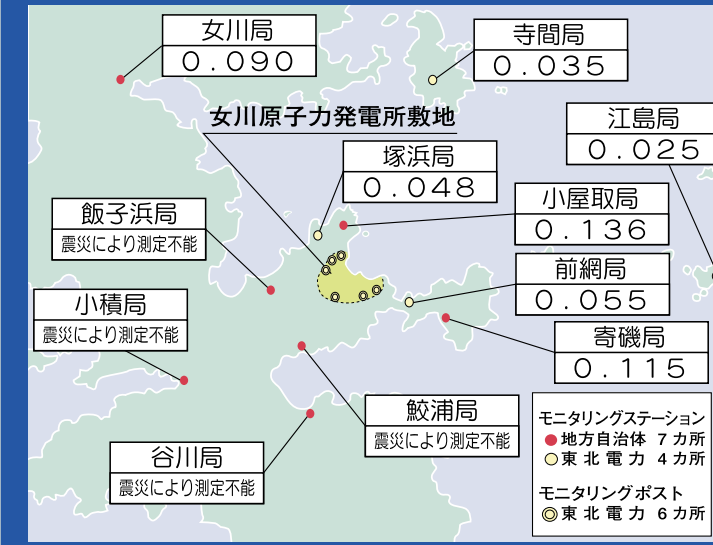 女川局
0.090
寺間局
0.035
女川原子力発電所敷地
江島局
0.025
塚浜局
0.048
飯子浜局
震災により測定不能
小屋取局
0.136
前網局
0.055
小積局
震災により測定不能
寄磯局
0.115
鮫浦局
震災により測定不能
谷川局
震災により測定不能
モニタリングステーション
地方自治体 7カ所
東北電力 4カ所
モニタリングポスト
東北電力 6カ所